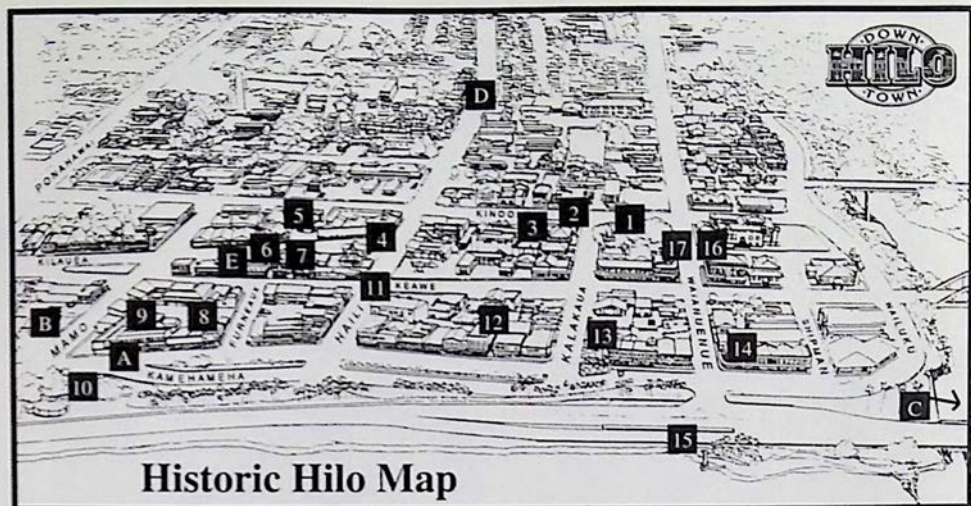 DOWN
HILO
TOWN
D
PONAHAWAI
5
KINOO
2
1
3
4
6
7
E
17
16
KILAUEA
11
KEAWE
B
9
8
12
MAMO
FURNEAUX
HAILI
KALAKAUA
13
WAIANUENUE
14
SHIPMAN
WAILUKU
A
KAMEHAMEHA
10
C
15
Historic Hilo Map